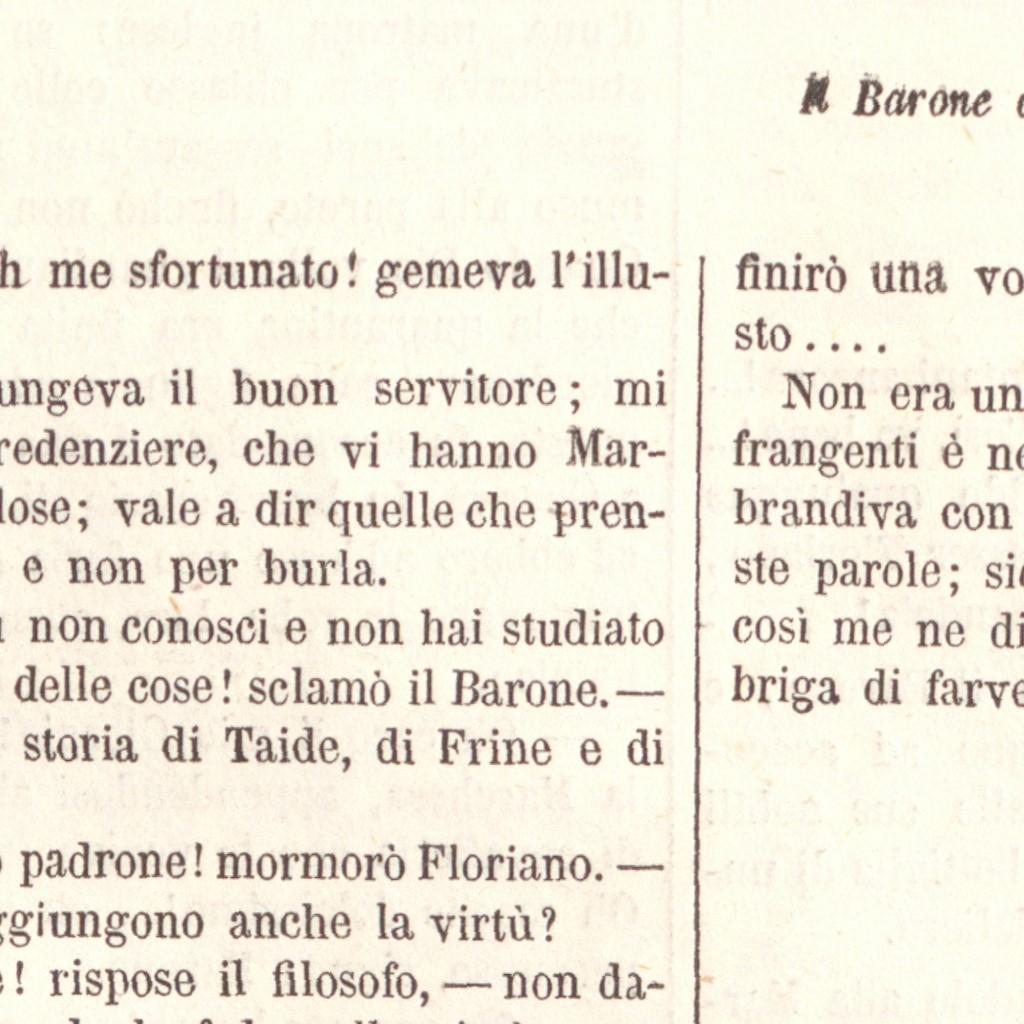 Il Barone
h me sfortunato! gemeva l'illu-
ungeva il buon servitore; mi
redenziere, che vi hanno Mar-
lose; vale a dir quelle che pren-
e non per burla.
non conosci e non hai studiato
delle cose! sclamò il Barone.—
storia di Taide, di Frine e di
padrone! mormorò Floriano. —
ggiungono anche la virtù?
e! rispose il filosofo, — non da-
finirò una vo
sto....
Non era un
frangenti è ne
brandiva con
ste parole; si
così me ne di
briga di farve